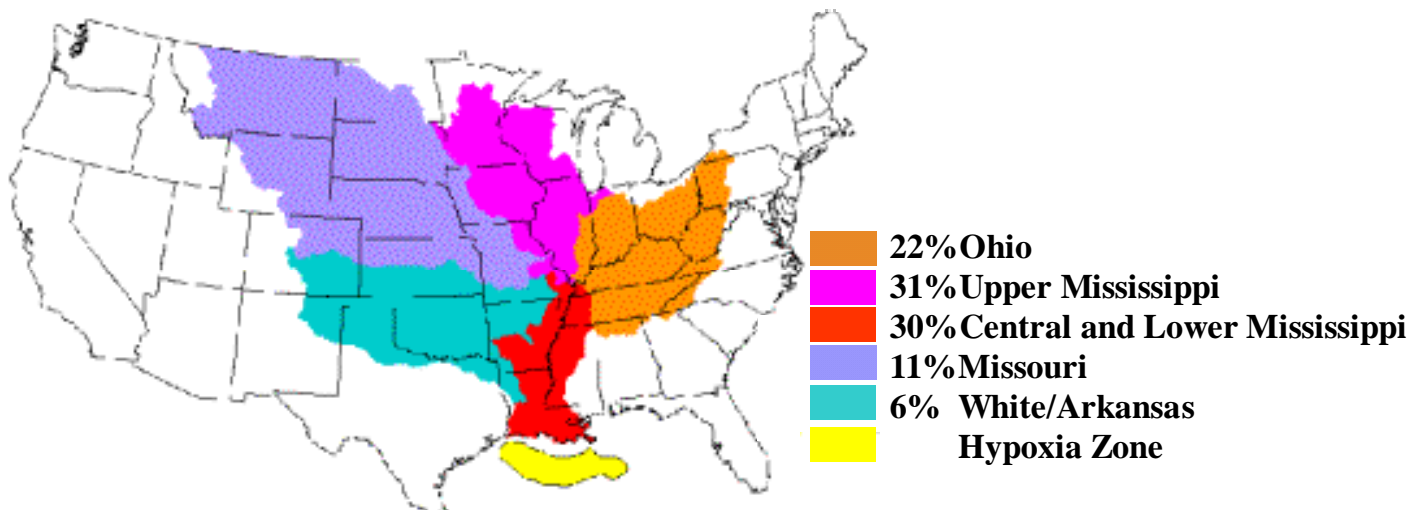 22% Ohio
31% Upper Mississippi
30% Central and Lower Mississippi
11% Missouri
6% White/Arkansas
Hypoxia Zone